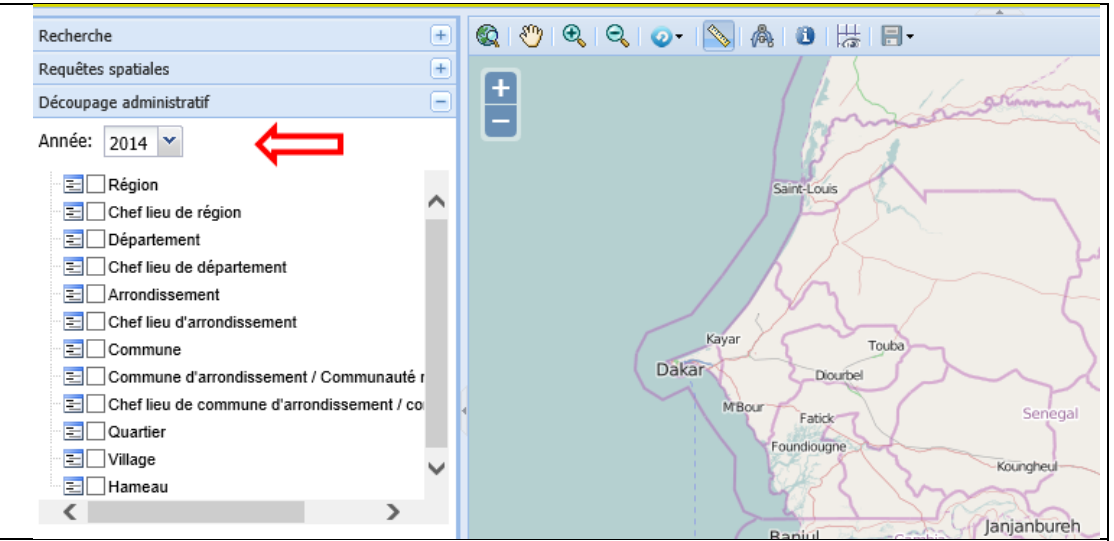 Recherche
Requêtes spatiales
Découpage administratif
Année: 2014
Région
Chef lieu de région
Département
Chef lieu de département
Arrondissement
Chef lieu d'arrondissement
Commune
Commune d'arrondissement / Communauté r
Chef lieu de commune d'arrondissement / co
Quartier
Village
Hameau
Saint-Louis
Kayar
Touba
Dakar
Diourbel
M'Bour
Fatick
Senegal
Foundiougne
Koungheul
Janjanbureh
Banjul
Gambia